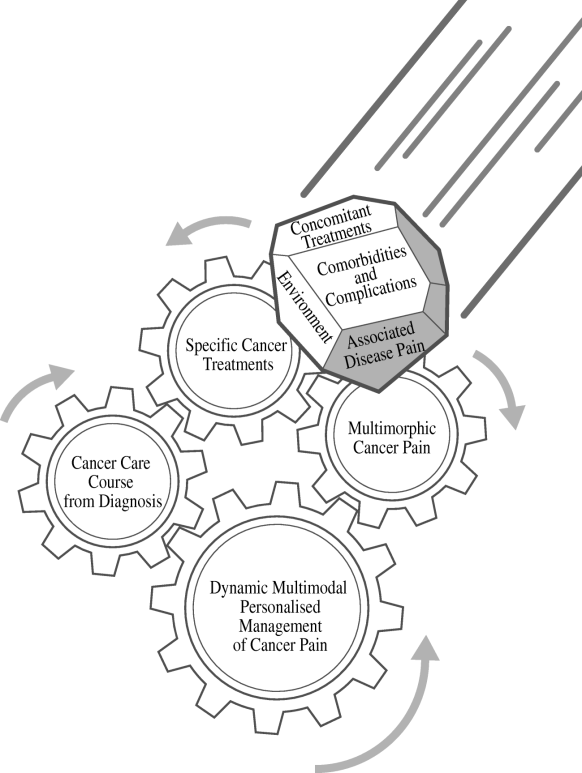 Concomitant
Treatments
Comorbidities
and
Complications
Environment
Associated
Disease Pain
Specific Cancer
Treatments
Multimorphic
Cancer Pain
Cancer Care
Course
from Diagnosis
Dynamic Multimodal
Personalised
Management
of Cancer Pain